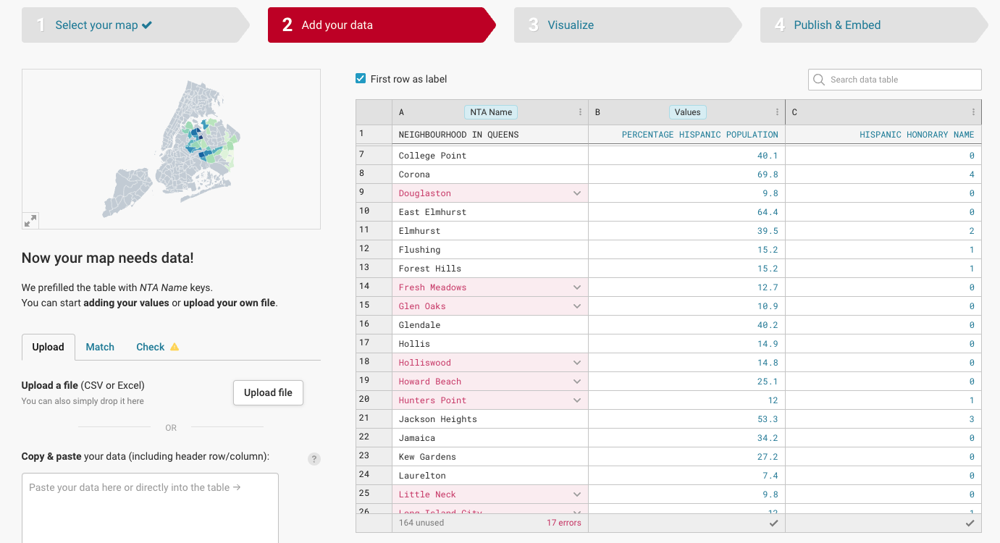 1 Select your map
2 Add your data
3 Visualize
4 Publish & Embed
First row as label
Search data table
A NTA Name B Values C
1 NEIGHBOURHOOD IN QUEENS PERCENTAGE HISPANIC POPULATION HISPANIC HONORARY NAME
7 College Point 40.1 0
8 Corona 69.8 4
9 Douglaston 9.8 0
10 East Elmhurst 64.4 0
11 Elmhurst 39.5 2
12 Flushing 15.2 1
13 Forest Hills 15.2 1
14 Fresh Meadows 12.7 0
15 Glen Oaks 10.9 0
16 Glendale 40.2 0
17 Hollis 14.9 0
18 Holliswood 14.8 0
19 Howard Beach 25.1 0
20 Hunters Point 12 1
21 Jackson Heights 53.3 3
22 Jamaica 34.2 0
23 Kew Gardens 27.2 0
24 Laurelton 7.4 0
25 Little Neck 9.8 0
26 Long Island City 12 1
164 unused 17 errors
Now your map needs data!
We prefilled the table with NTA Name keys.
You can start adding your values or upload your own file.
Upload Match Check
Upload a file (CSV or Excel)
You can also simply drop it here
Upload file
OR
Copy & paste your data (including header row/column):
?
Paste your data here or directly into the table →